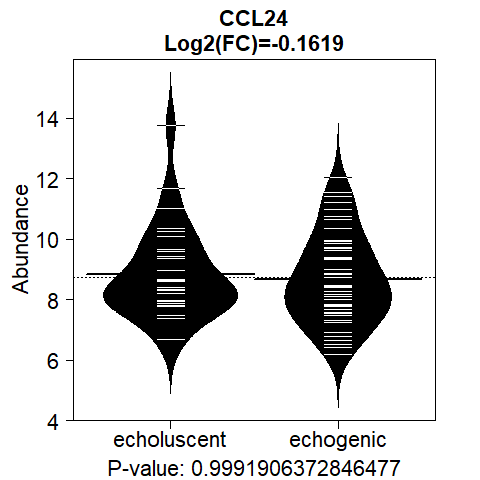 CCL24
Log2(FC)=-0.1619
Abundance
14
12
10
8
6
4
echoluscent echogenic
P-value: 0.9991906372846477